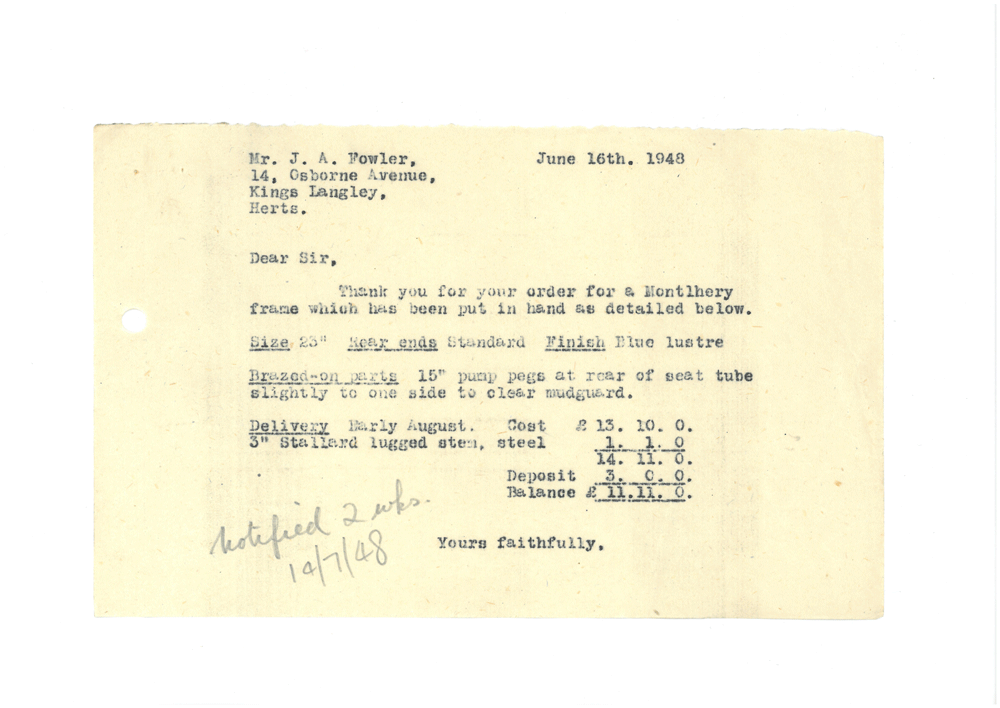 Mr. J. A. Fowler, June 16th. 1948
14, Osborne Avenue,
Kings Langley,
Herts.
Dear Sir,
Thank you for your order for a Montlhery
frame which has been put in hand as detailed below.
Size 23" Rear ends Standard Finish Blue lustre
Brazed-on parts 15" pump pegs at rear of seat tube
slightly to one side to clear mudguard.
Delivery Early August. Cost £ 13. 10. 0.
3" Stallard lugged stem, steel 1. 1. 0
14. 11. 0.
Deposit 3. 0. 0.
Balance £ 11.11. 0.
Yours faithfully,
notified 2 wks.
14/7/48